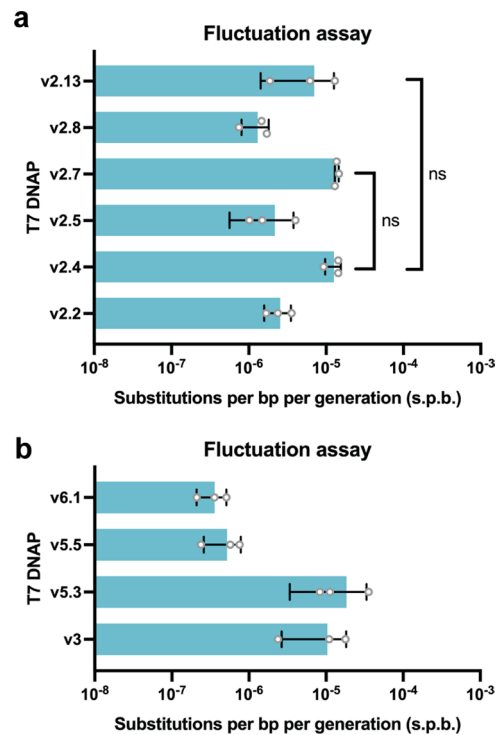 a
Fluctuation assay
T7 DNAP
v2.13
v2.8
v2.7
v2.5
v2.4
v2.2
ns
ns
10-8
10-7
10-6
10-5
10-4
10-3
Substitutions per bp per generation (s.p.b.)
b
Fluctuation assay
T7 DNAP
v6.1
v5.5
v5.3
v3
10-8
10-7
10-6
10-5
10-4
10-3
Substitutions per bp per generation (s.p.b.)